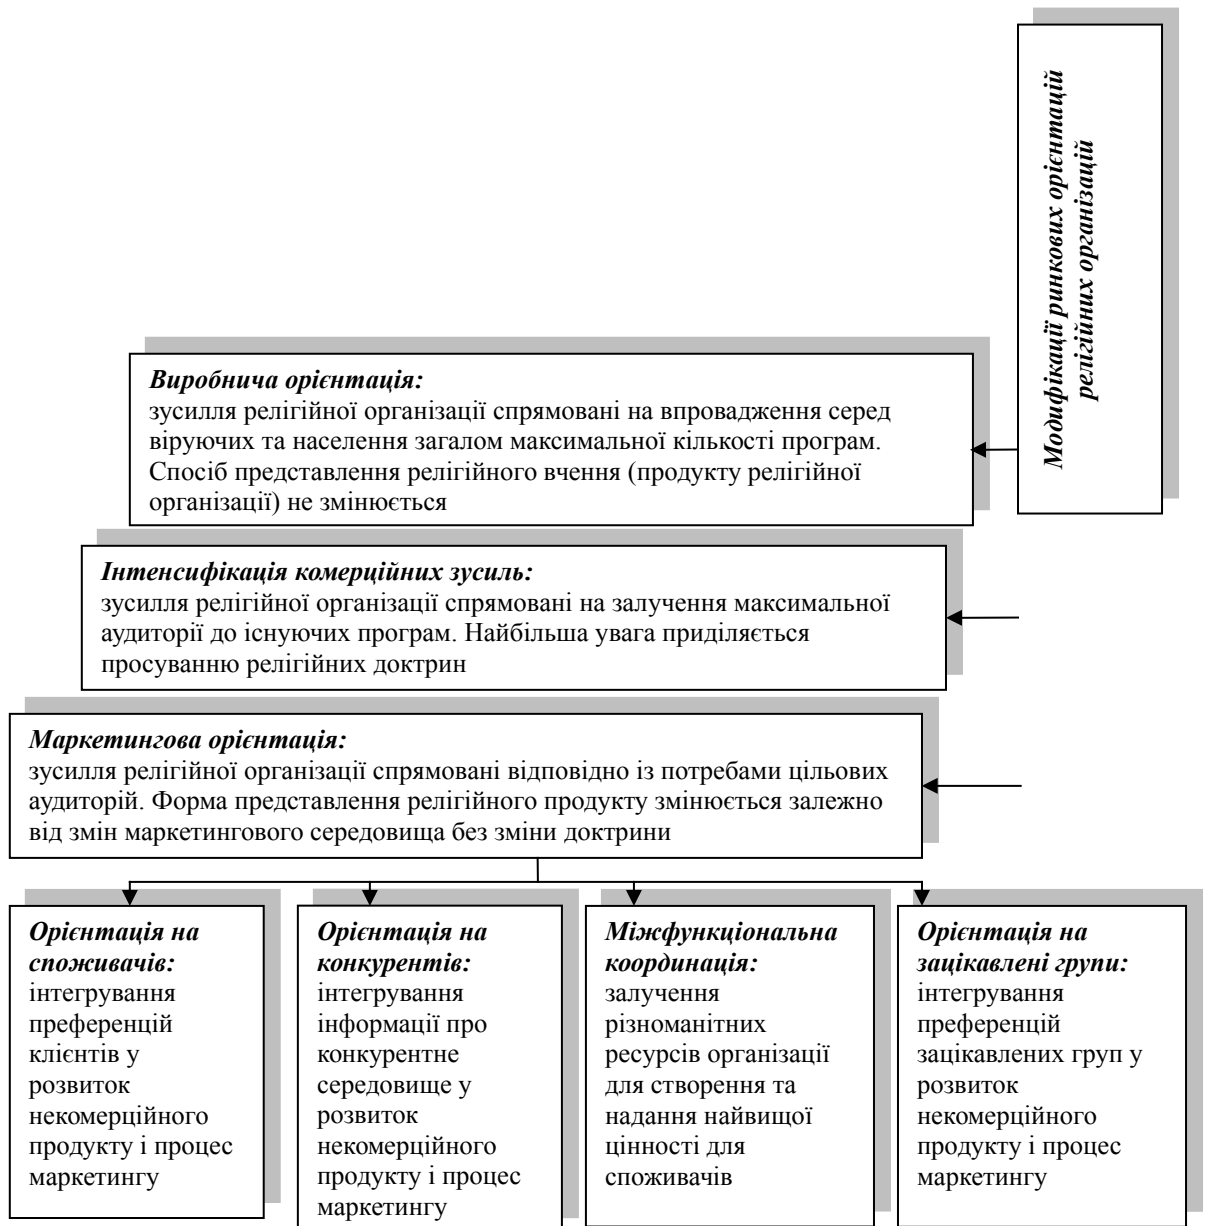 Модифікації ринкових орієнтацій
релігійних організацій
Виробнича орієнтація:
зусилля релігійної організації спрямовані на впровадження серед
віруючих та населення загалом максимальної кількості програм.
Спосіб представлення релігійного вчення (продукту релігійної
організації) не змінюється
Інтенсифікація комерційних зусиль:
зусилля релігійної організації спрямовані на залучення максимальної
аудиторії до існуючих програм. Найбільша увага приділяється
просуванню релігійних доктрин
Маркетингова орієнтація:
зусилля релігійної організації спрямовані відповідно із потребами цільових
аудиторій. Форма представлення релігійного продукту змінюється залежно
від змін маркетингового середовища без зміни доктрини
Орієнтація на
споживачів:
інтегрування
преференцій
клієнтів у
розвиток
некомерційного
продукту і процес
маркетингу
Орієнтація на
конкурентів:
інтегрування
інформації про
конкурентне
середовище у
розвиток
некомерційного
продукту і процес
маркетингу
Міжфункціональна
координація:
залучення
різноманітних
ресурсів організації
для створення та
надання найвищої
цінності для
споживачів
Орієнтація на
зацікавлені групи:
інтегрування
преференцій
зацікавлених груп у
розвиток
некомерційного
продукту і процес
маркетингу